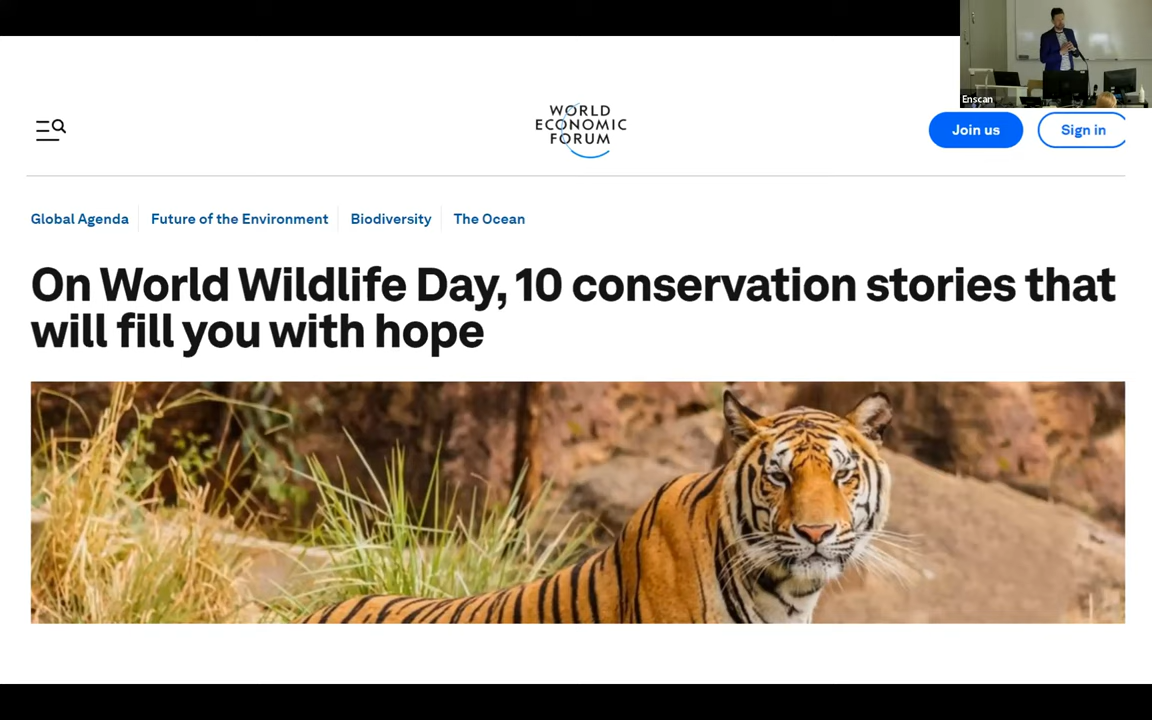 Enscan
WORLD
ECONOMIC
FORUM
Join us
Sign in
Global Agenda
Future of the Environment
Biodiversity
The Ocean
On World Wildlife Day, 10 conservation stories that
will fill you with hope